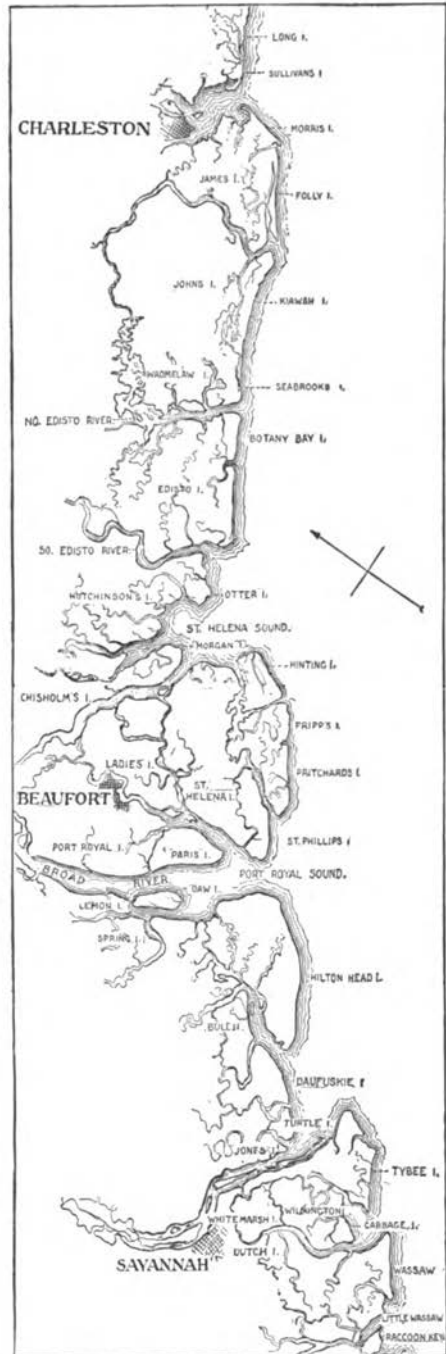 LONG I.
SULLIVANS I
CHARLESTON
MORRIS I.
JAMES I.
FOLLY I.
JOHNS I.
KIAWAH I.
WADMELAW I.
SEABROOKS I.
NO. EDISTO RIVER
BOTANY BAY I.
EDISTO I.
SO. EDISTO RIVER
HUTCHINSON'S I.
OTTER I.
ST. HELENA SOUND.
MORGAN I.
HINTING I.
CHISHOLM'S I.
FRIPP'S I.
LADIES I.
PRITCHARDS I.
ST.
HELENA I.
BEAUFORT
PORT ROYAL I.
PARIS I.
ST. PHILLIPS I
BROAD RIVER
DAW I.
PORT ROYAL SOUND.
LEMON I.
SPRING I.
HILTON HEAD I.
BULL I.
DAUFUSKIE I
TURTLE I.
JONES I.
TYBEE I.
WILMINGTON I
WHITEMARSH I.
CABBAGE I.
DUTCH I.
SAVANNAH
WASSAW
LITTLE WASSAW
RACCOON KEY